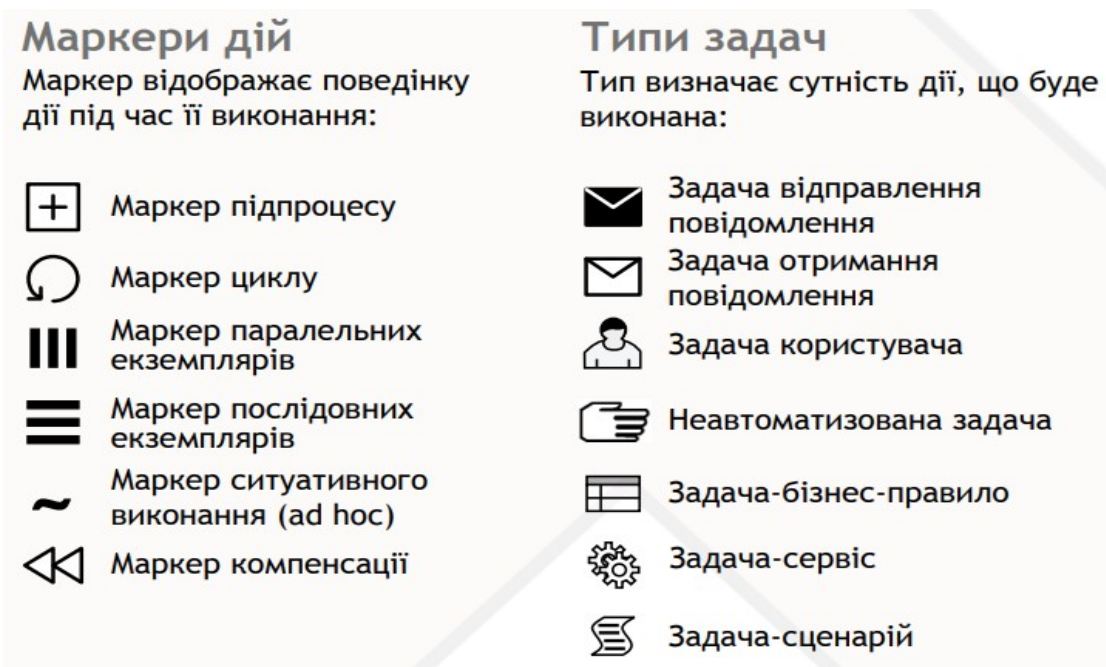 Маркери дій
Маркер відображає поведінку
дії під час її виконання:
Маркер підпроцесу
Маркер циклу
Маркер паралельних
екземплярів
Маркер послідовних
екземплярів
Маркер ситуативного
виконання (ad hoc)
Маркер компенсації
Типи задач
Тип визначає сутність дії, що буде
виконана:
Задача відправлення
повідомлення
Задача отримання
повідомлення
Задача користувача
Неавтоматизована задача
Задача-бізнес-правило
Задача-сервіс
Задача-сценарій